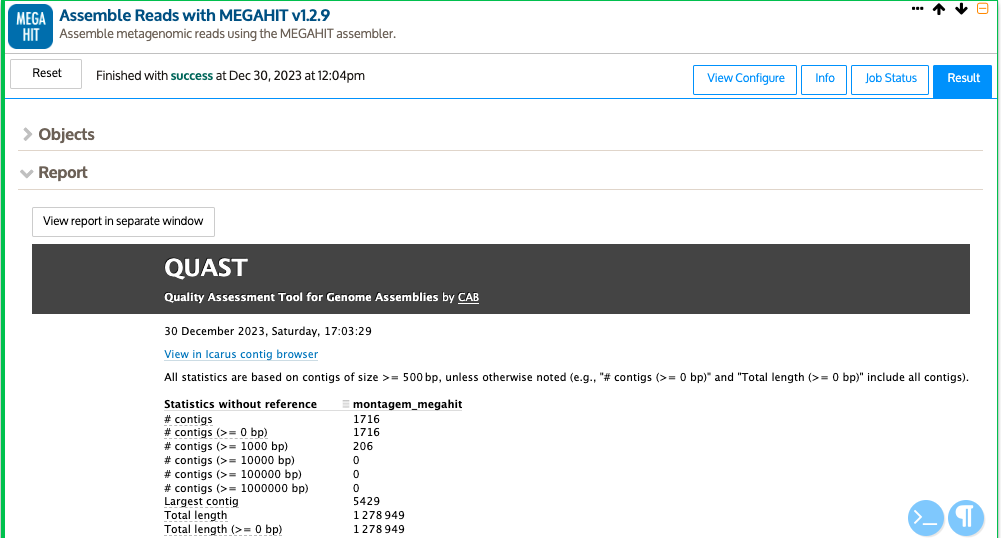 MEGA
HIT
Assemble Reads with MEGAHIT v1.2.9
Assemble metagenomic reads using the MEGAHIT assembler.
Reset
Finished with success at Dec 30, 2023 at 12:04pm
View Configure
Info
Job Status
Result
Objects
Report
View report in separate window
QUAST
Quality Assessment Tool for Genome Assemblies by CAB
30 December 2023, Saturday, 17:03:29
View in Icarus contig browser
All statistics are based on contigs of size >= 500 bp, unless otherwise noted (e.g., "# contigs (>= 0 bp)" and "Total length (>= 0 bp)" include all contigs).
Statistics without reference montagem_megahit
# contigs 1716
# contigs (>= 0 bp) 1716
# contigs (>= 1000 bp) 206
# contigs (>= 10000 bp) 0
# contigs (>= 100000 bp) 0
# contigs (>= 1000000 bp) 0
Largest contig 5429
Total length 1 278 949
Total length (>= 0 bp) 1 278 949